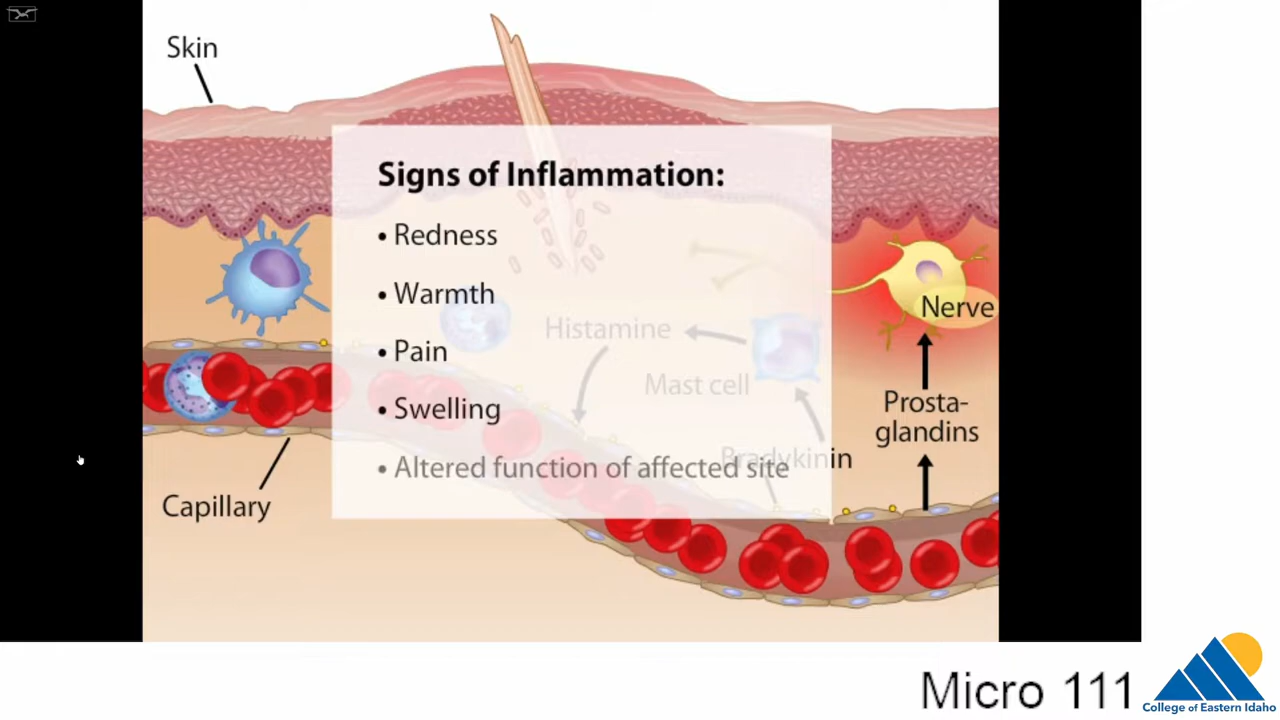 Skin
Signs of Inflammation:
• Redness
• Warmth
Nerve
Histamine
• Pain
Mast cell
Prosta-
glandins
• Swelling
Bradykinin
• Altered function of affected site
Capillary
Micro 111
College of Eastern Idaho